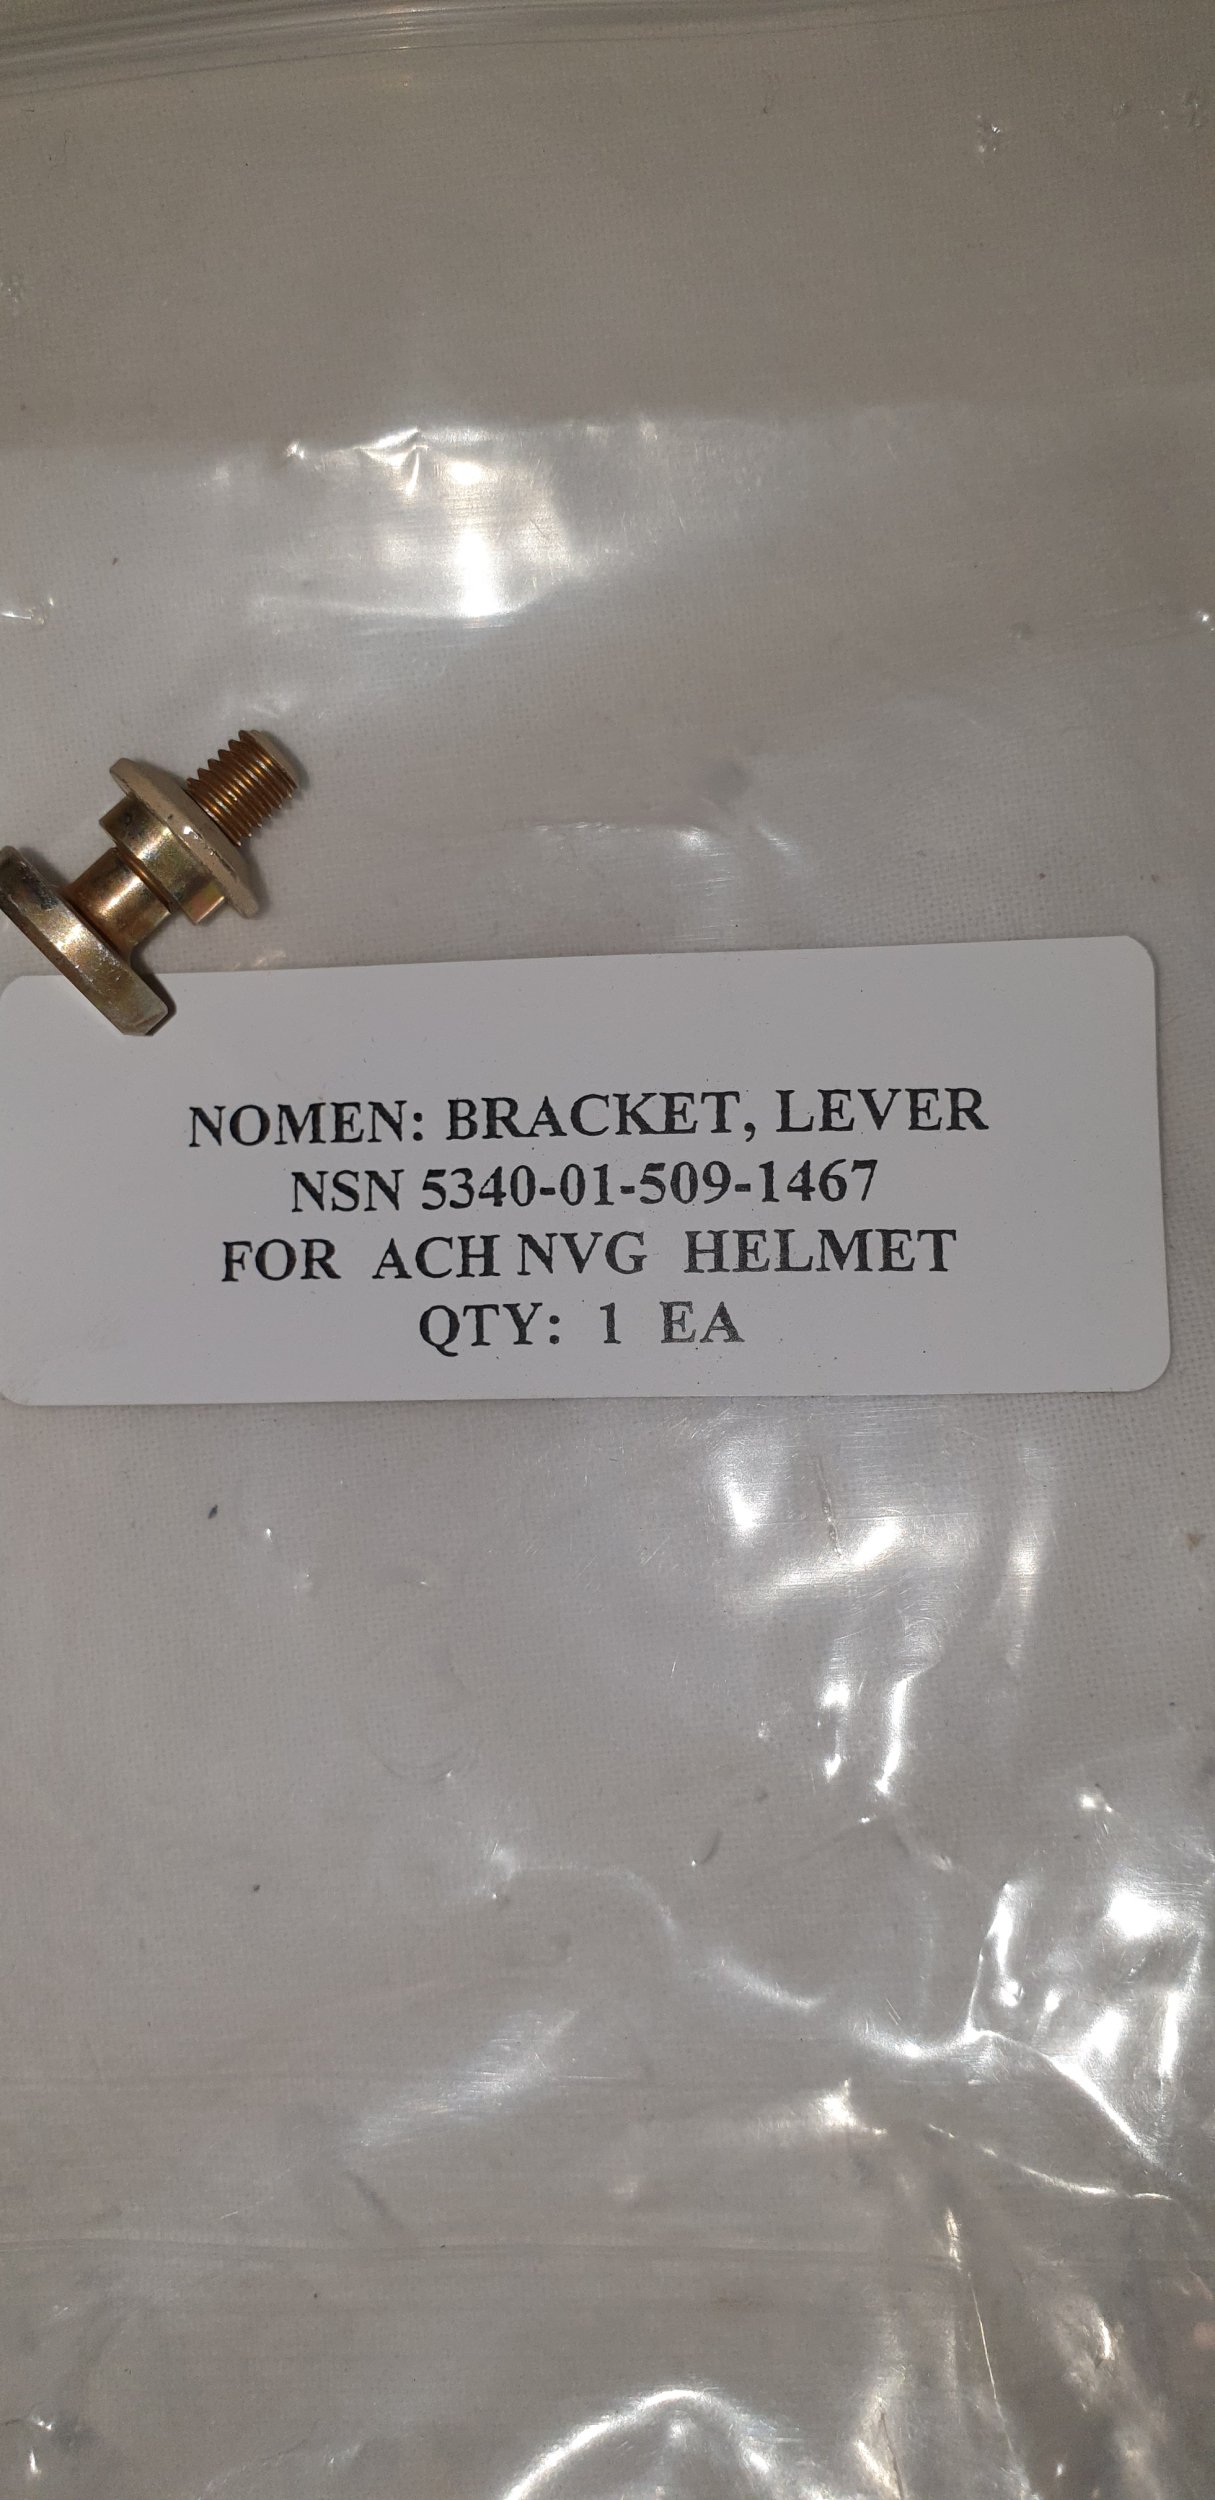 NOMEN: BRACKET, LEVER
NSN 5340-01-509-1467
FOR ACH NVG HELMET
QTY: 1 EA